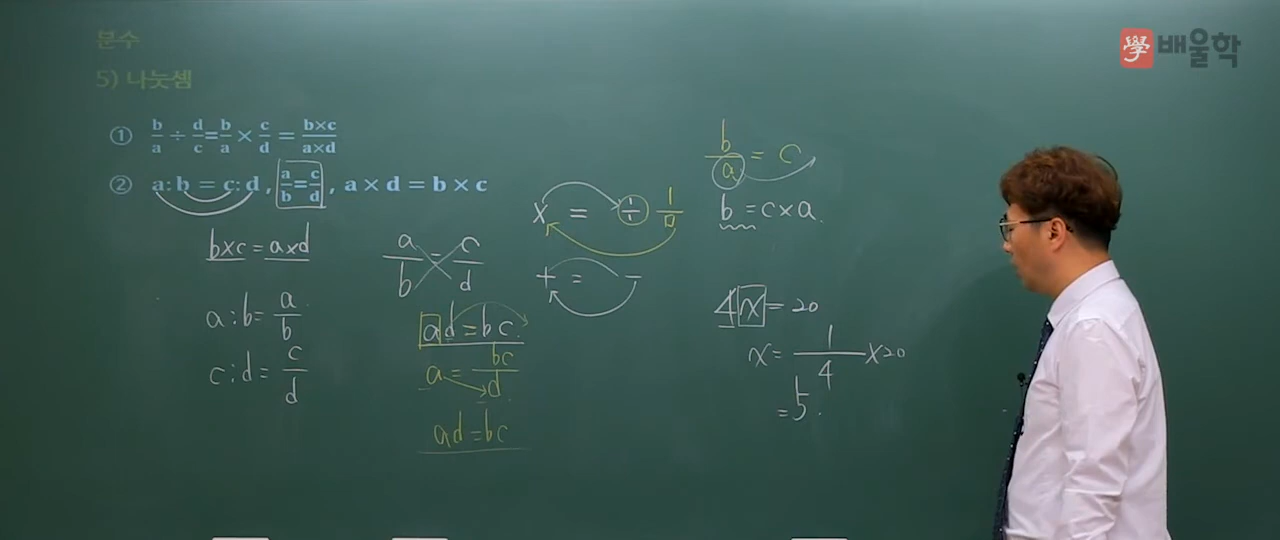 분수
學 배울학
5) 나눗셈
① b/a ÷ d/c = b/a × c/d = b×c/a×d
② a : b = c : d , a/b = c/d , a × d = b × c
b×c = a×d
a : b = a/b
c : d = c/d
a/b = c/d
ad = bc.
a = bc/d
ad = bc
× = ÷ 1/□
+ = −
b/a = c
b = c×a.
4x = 20
x = 1/4 × 20
= 5.